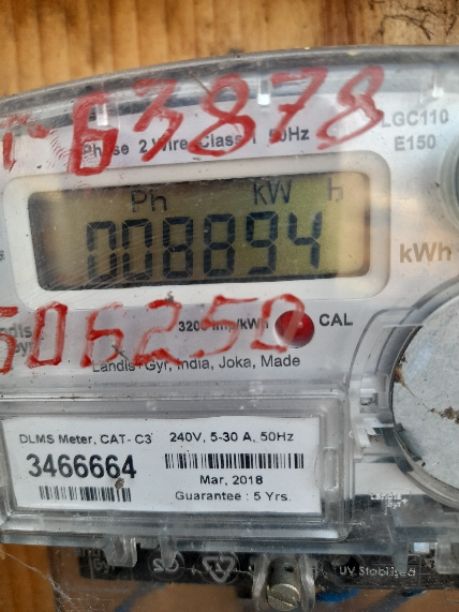 63878
LGC110
Phase 2 Wire Class 1 50Hz
E150
Ph kW h
008894
kWh
506250
3200 imp/kWh CAL
Landis+Gyr, India, Joka, Made
DLMS Meter, CAT- C3 240V, 5-30 A, 50Hz
3466664
Mar, 2018
Guarantee : 5 Yrs.
UV Stabilised